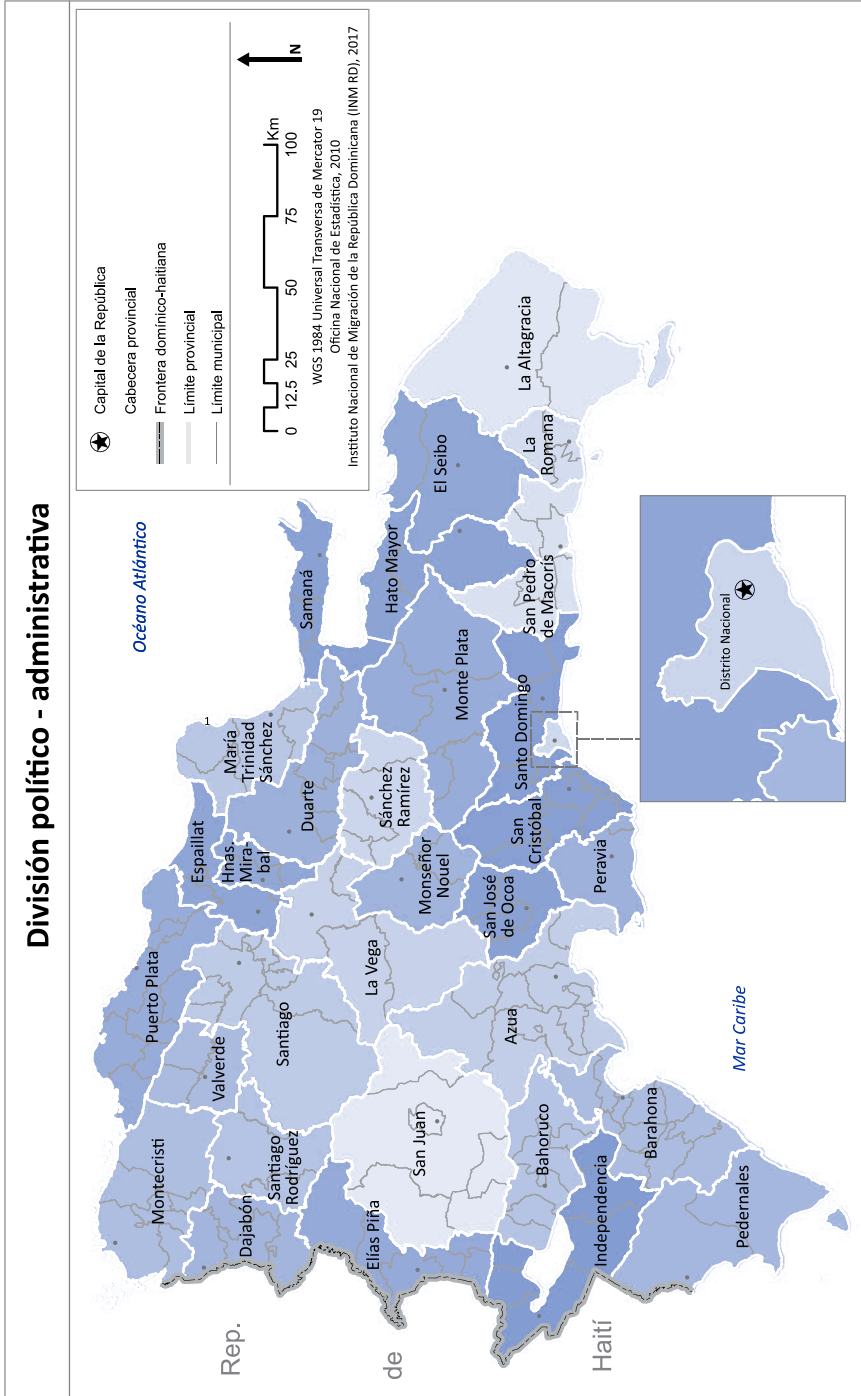 División político - administrativa
Océano Atlántico
Capital de la República
Cabecera provincial
Frontera domínico-haitiana
Límite provincial
Límite municipal
N
0 12.5 25 50 75 100
Km
WGS 1984 Universal Transversa de Mercator 19
Oficina Nacional de Estadística, 2010
Instituto Nacional de Migración de la República Dominicana (INM RD), 2017
Rep.
de
Haití
Montecristi
Puerto Plata
Espaillat
1
Valverde
Dajabón
Santiago
Rodríguez
Santiago
Hnas.
Mira-
bal
María
Trinidad
Sánchez
Duarte
Samaná
Elías Piña
San Juan
La Vega
Sánchez
Ramírez
Monseñor
Nouel
Monte Plata
Hato Mayor
El Seibo
La Altagracia
La
Romana
San Pedro
de Macorís
Santo Domingo
San
Cristóbal
San José
de Ocoa
Peravia
Azua
Bahoruco
Independencia
Barahona
Pedernales
Mar Caribe
Distrito Nacional